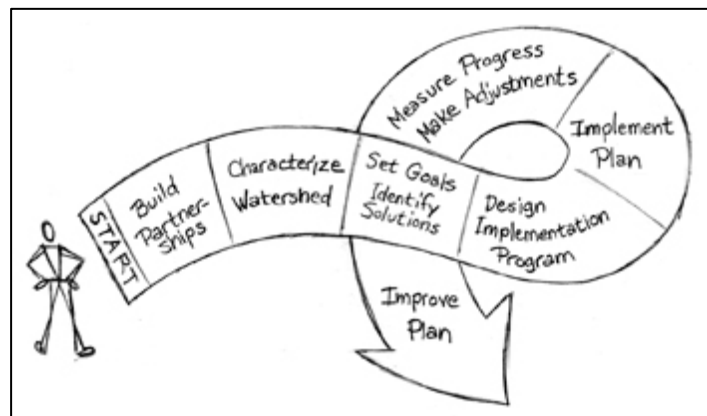 START
Build
Partner-
ships
Characterize
Watershed
Set Goals
Identify
Solutions
Design
Implementation
Program
Implement
Plan
Measure Progress
Make Adjustments
Improve
Plan